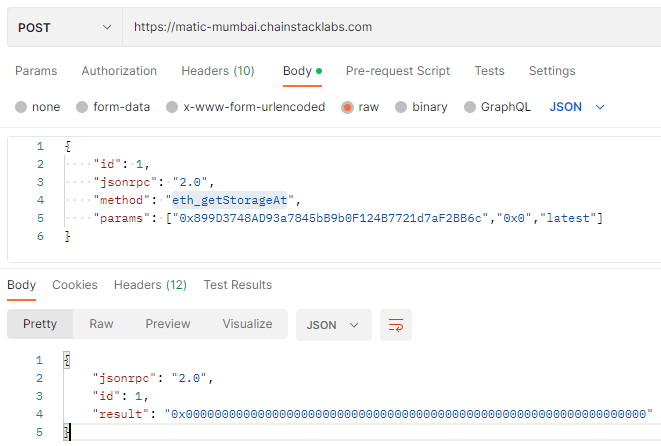 POST
https://matic-mumbai.chainstacklabs.com
Params Authorization Headers (10) Body Pre-request Script Tests Settings
none form-data x-www-form-urlencoded raw binary GraphQL JSON
1 {
2 "id": 1,
3 "jsonrpc": "2.0",
4 "method": "eth_getStorageAt",
5 "params": ["0x899D3748AD93a7845bB9b0F124B7721d7aF2BB6c","0x0","latest"]
6 }
Body Cookies Headers (12) Test Results
Pretty Raw Preview Visualize JSON
1 {
2 "jsonrpc": "2.0",
3 "id": 1,
4 "result": "0x0000000000000000000000000000000000000000000000000000000000000000"
5 }